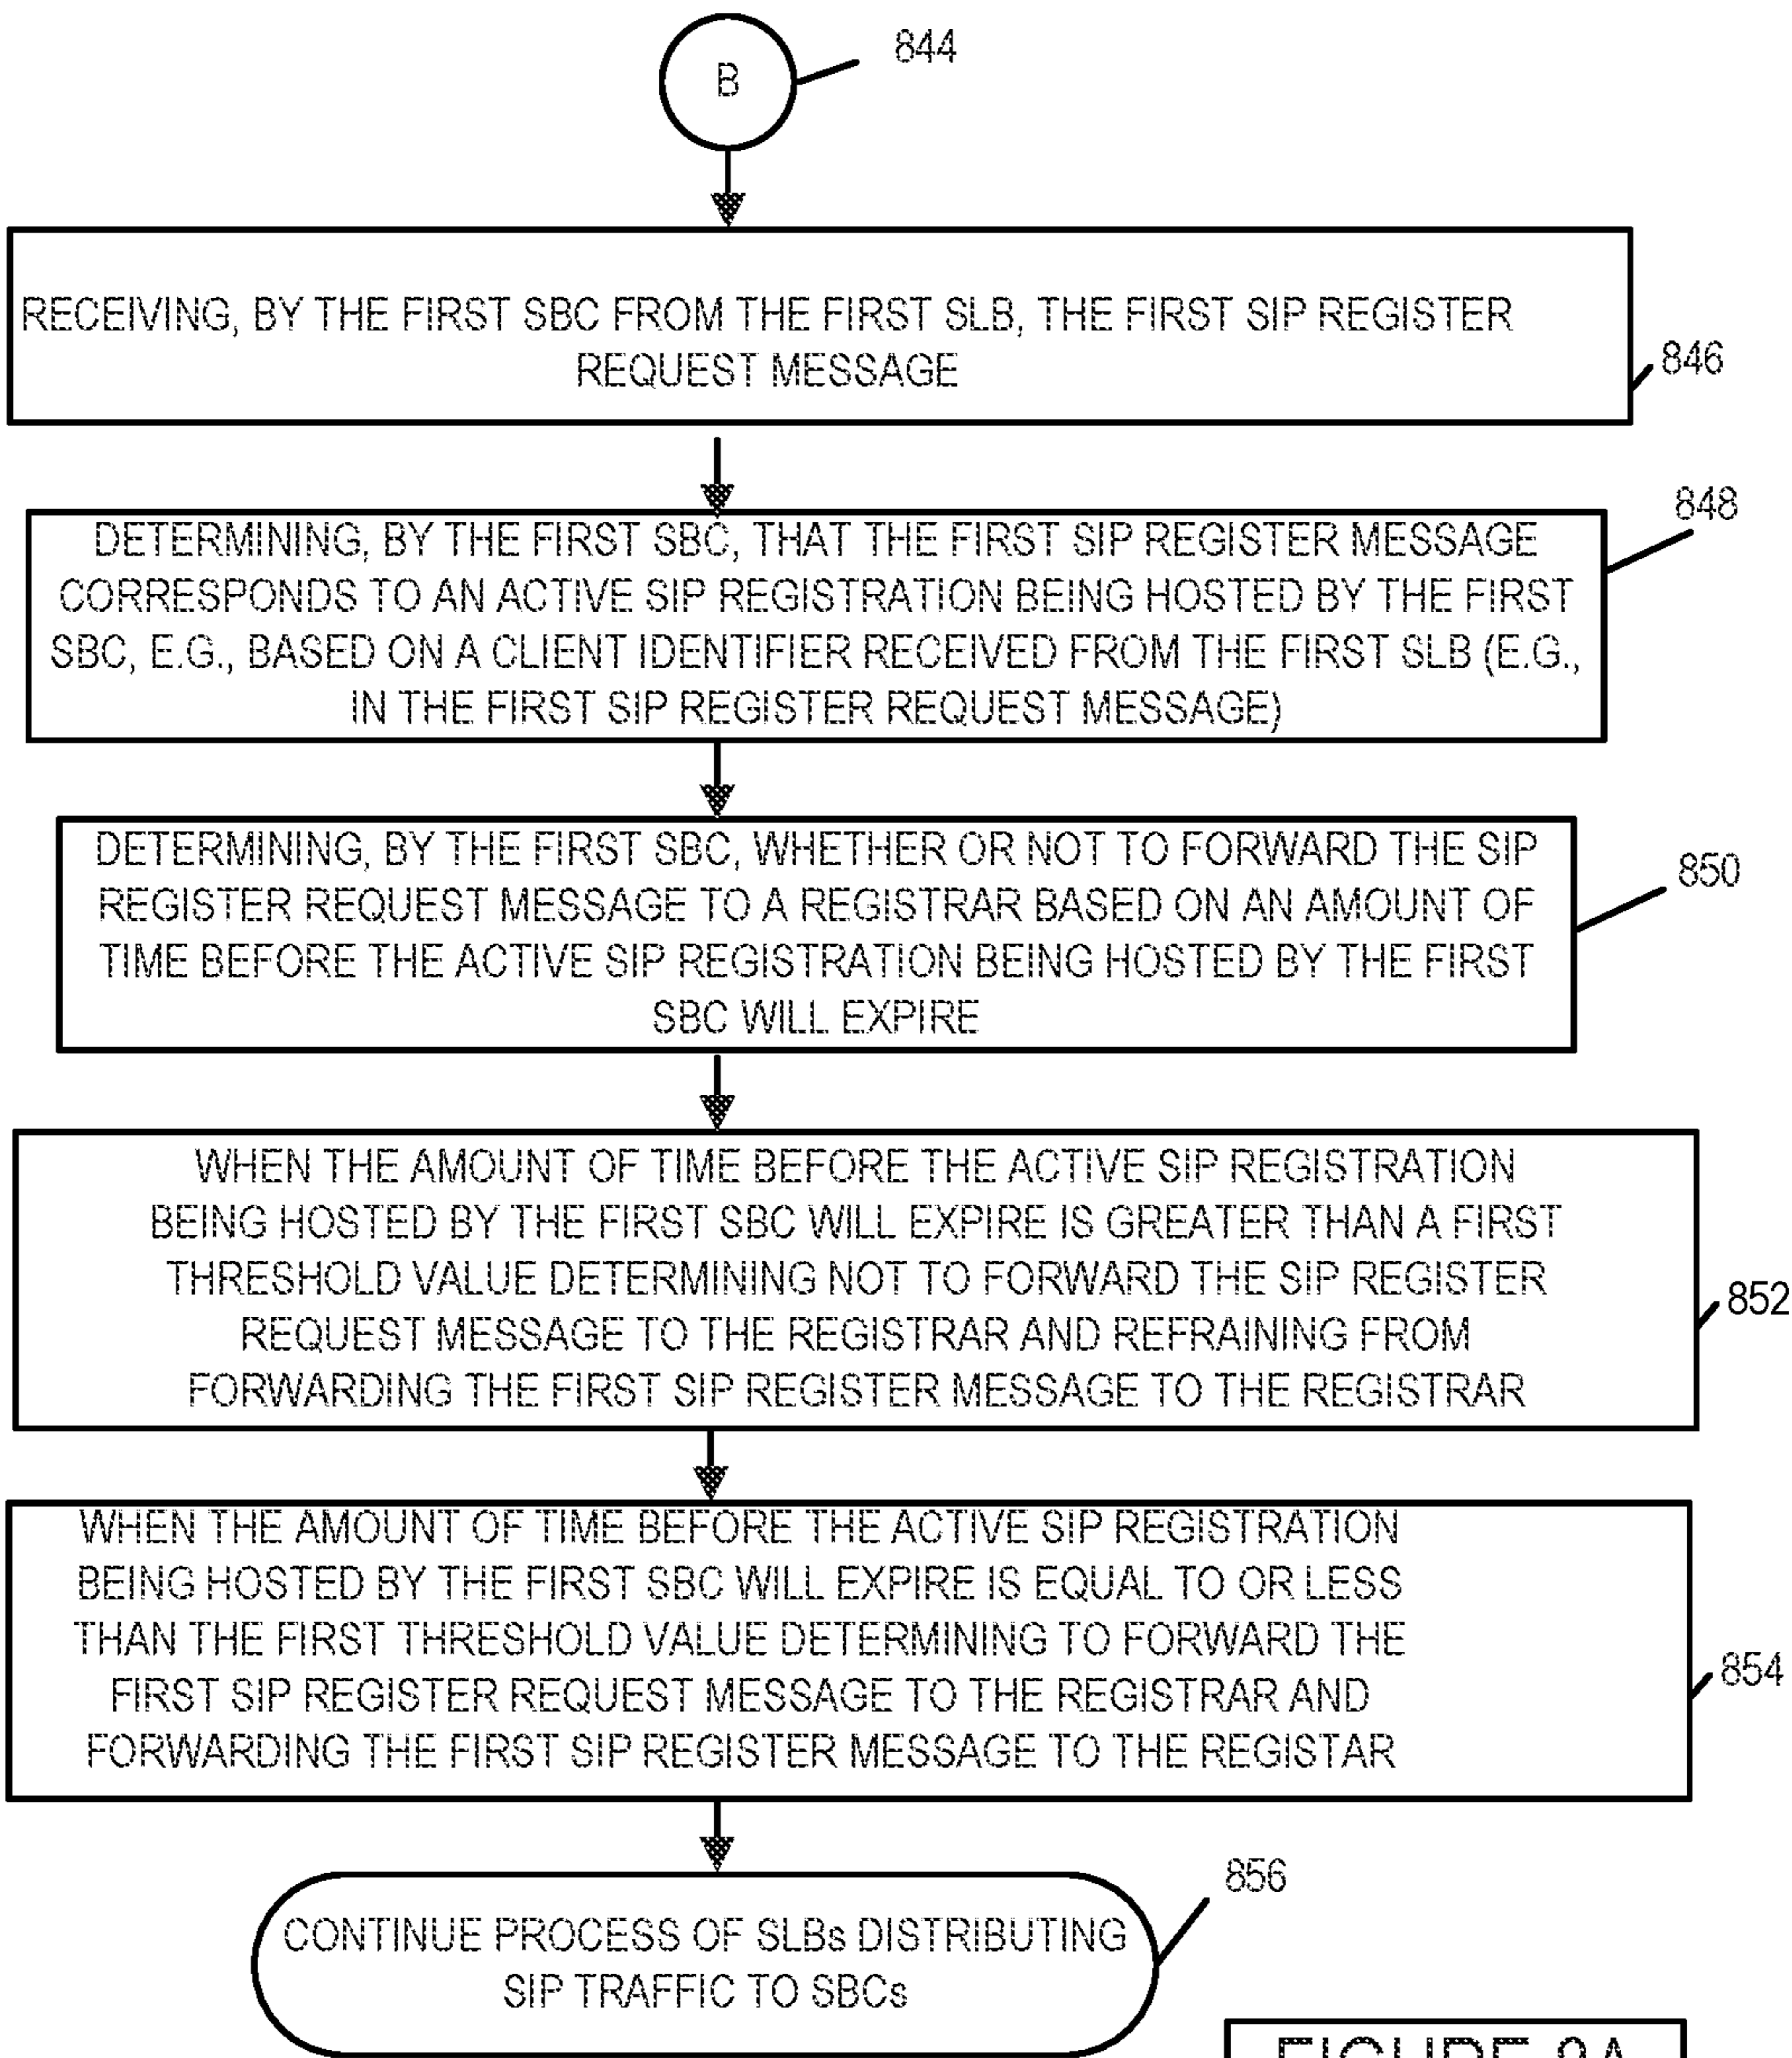 B
844
RECEIVING, BY THE FIRST SBC FROM THE FIRST SLB, THE FIRST SIP REGISTER
REQUEST MESSAGE
846
848
DETERMINING, BY THE FIRST SBC, THAT THE FIRST SIP REGISTER MESSAGE
CORRESPONDS TO AN ACTIVE SIP REGISTRATION BEING HOSTED BY THE FIRST
SBC, E.G., BASED ON A CLIENT IDENTIFIER RECEIVED FROM THE FIRST SLB (E.G.,
IN THE FIRST SIP REGISTER REQUEST MESSAGE)
850
DETERMINING, BY THE FIRST SBC, WHETHER OR NOT TO FORWARD THE SIP
REGISTER REQUEST MESSAGE TO A REGISTRAR BASED ON AN AMOUNT OF
TIME BEFORE THE ACTIVE SIP REGISTRATION BEING HOSTED BY THE FIRST
SBC WILL EXPIRE
WHEN THE AMOUNT OF TIME BEFORE THE ACTIVE SIP REGISTRATION
BEING HOSTED BY THE FIRST SBC WILL EXPIRE IS GREATER THAN A FIRST
THRESHOLD VALUE DETERMINING NOT TO FORWARD THE SIP REGISTER
REQUEST MESSAGE TO THE REGISTRAR AND REFRAINING FROM
FORWARDING THE FIRST SIP REGISTER MESSAGE TO THE REGISTRAR
852
WHEN THE AMOUNT OF TIME BEFORE THE ACTIVE SIP REGISTRATION
BEING HOSTED BY THE FIRST SBC WILL EXPIRE IS EQUAL TO OR LESS
THAN THE FIRST THRESHOLD VALUE DETERMINING TO FORWARD THE
FIRST SIP REGISTER REQUEST MESSAGE TO THE REGISTRAR AND
FORWARDING THE FIRST SIP REGISTER MESSAGE TO THE REGISTAR
854
856
CONTINUE PROCESS OF SLBs DISTRIBUTING
SIP TRAFFIC TO SBCs
FIGURE